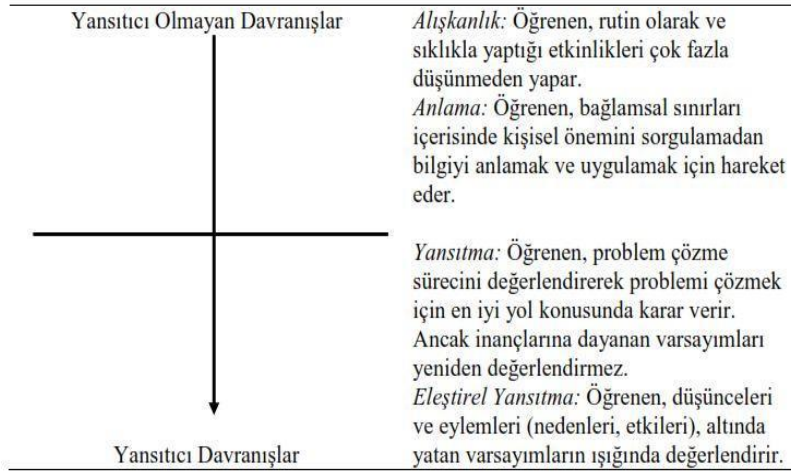 Yansıtıcı Olmayan Davranışlar
Alışkanlık: Öğrenen, rutin olarak ve
sıklıkla yaptığı etkinlikleri çok fazla
düşünmeden yapar.
Anlama: Öğrenen, bağlamsal sınırları
içerisinde kişisel önemini sorgulamadan
bilgiyi anlamak ve uygulamak için hareket
eder.
Yansıtma: Öğrenen, problem çözme
sürecini değerlendirerek problemi çözmek
için en iyi yol konusunda karar verir.
Ancak inançlarına dayanan varsayımları
yeniden değerlendirmez.
Eleştirel Yansıtma: Öğrenen, düşünceleri
ve eylemleri (nedenleri, etkileri), altında
yatan varsayımların ışığında değerlendirir.
Yansıtıcı Davranışlar